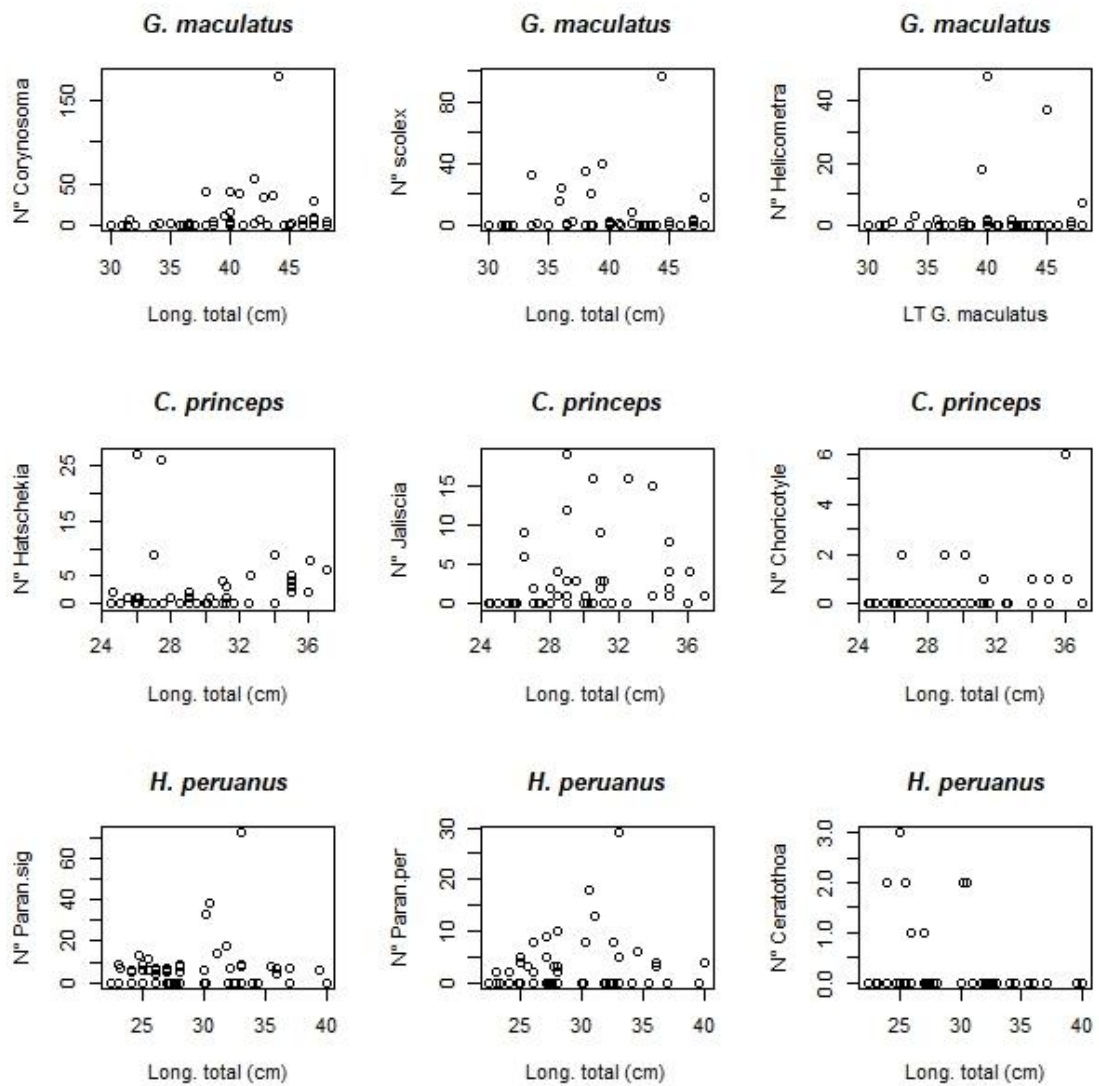 G. maculatus
G. maculatus
G. maculatus
N° Corynosoma
0 50 150
30 35 40 45
Long. total (cm)
N° scolex
0 40 80
30 35 40 45
Long. total (cm)
N° Helicometra
0 20 40
30 35 40 45
LT G. maculatus
C. princeps
C. princeps
C. princeps
N° Hatschekia
0 5 15 25
24 28 32 36
Long. total (cm)
N° Jaliscia
0 5 10 15
24 28 32 36
Long. total (cm)
N° Choricotyle
0 2 4 6
24 28 32 36
Long. total (cm)
H. peruanus
H. peruanus
H. peruanus
N° Paran.sig
0 20 40 60
25 30 35 40
Long. total (cm)
N° Paran.per
0 10 20 30
25 30 35 40
Long. total (cm)
N° Ceratothoa
0.0 1.0 2.0 3.0
25 30 35 40
Long. total (cm)